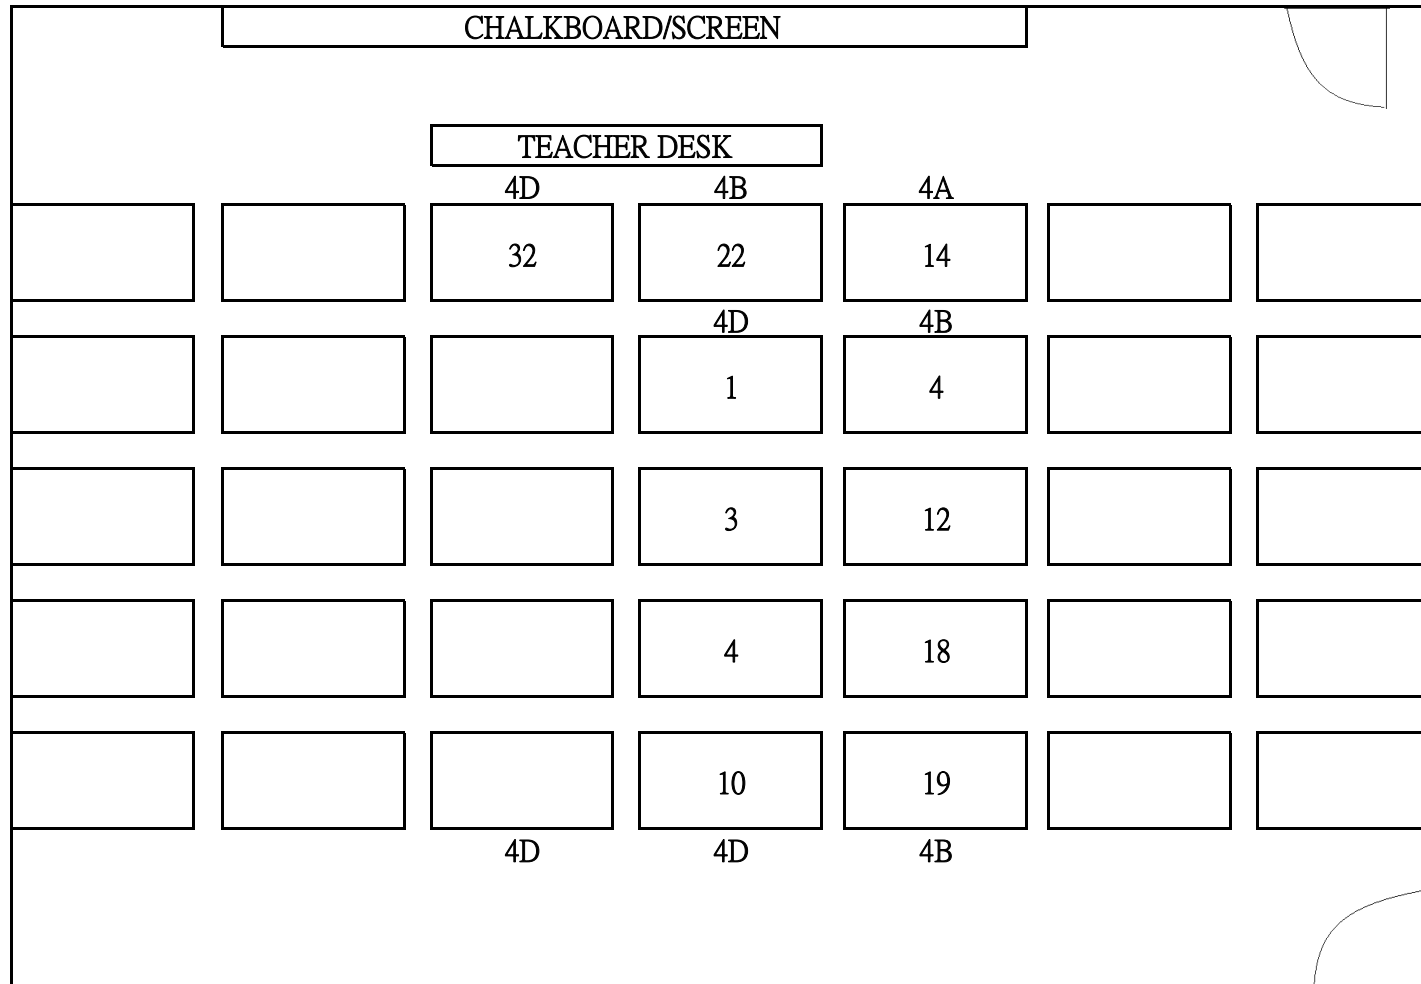 CHALKBOARD/SCREEN
TEACHER DESK
4D 4B 4A
32 22 14
4D 4B
1 4
3 12
4 18
10 19
4D 4D 4B